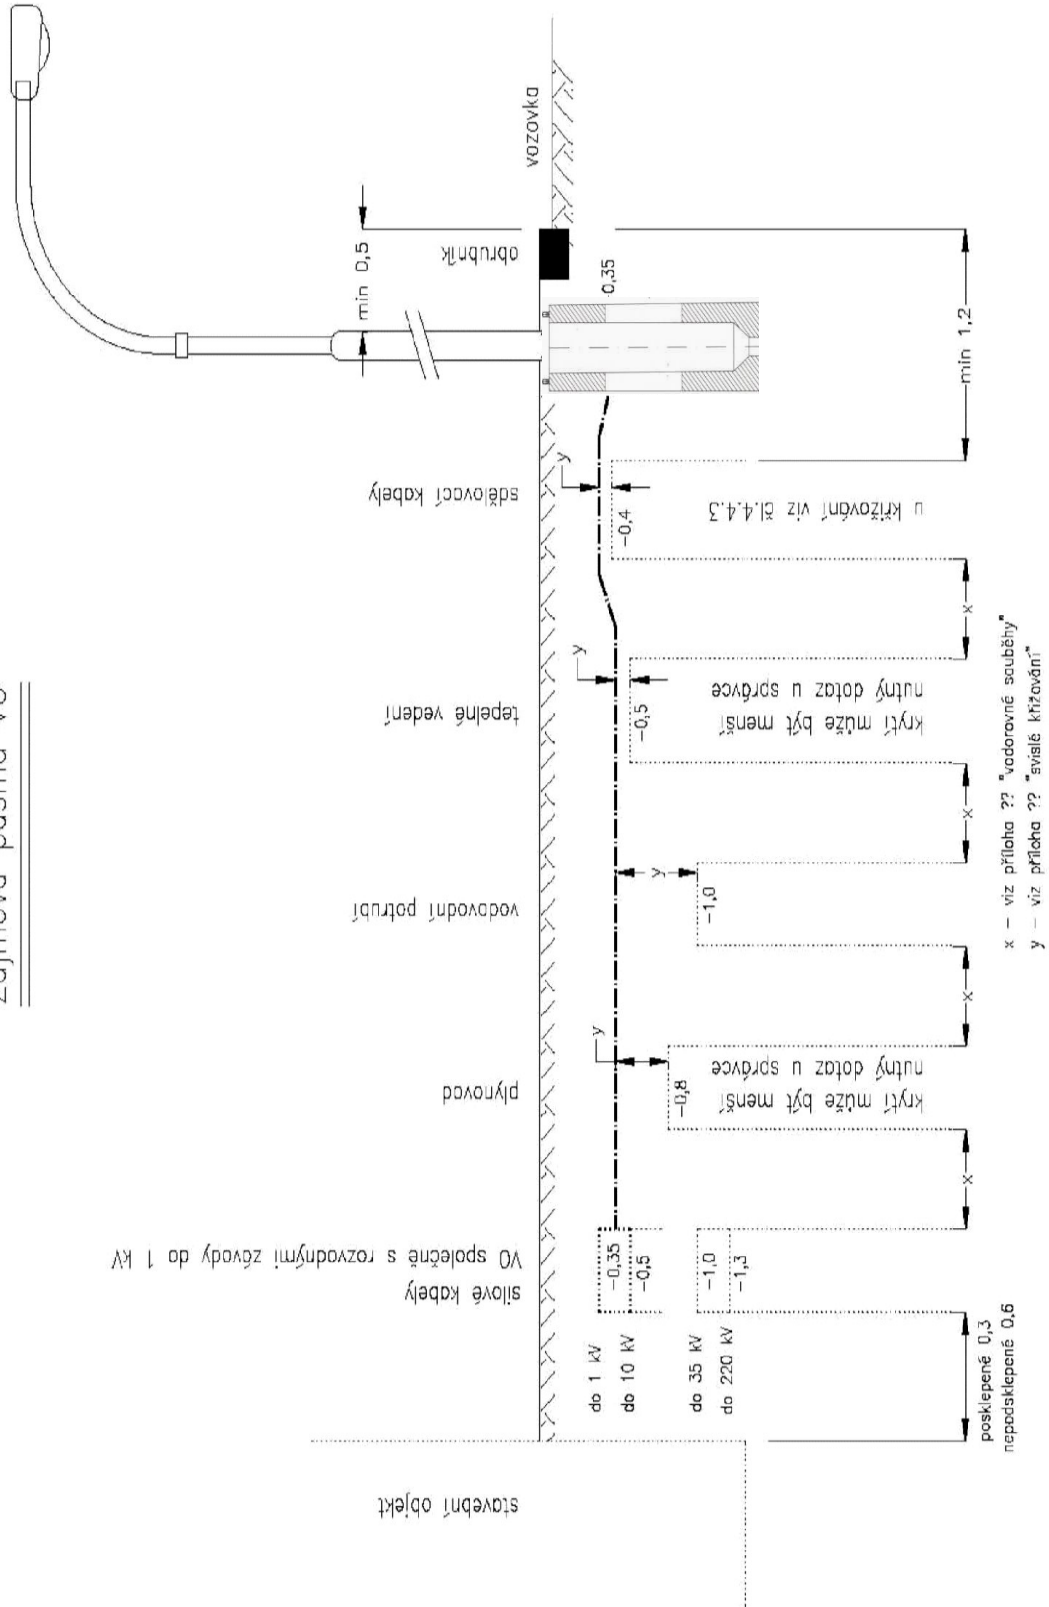 Zájmová pásma VO
stavební objekt
silové kabely
VO společně s rozvodnými závody do 1 kV
plynovod
vodovodní potrubí
tepelné vedení
sdělovací kabely
obrubník
vozovka
min 0,5
0,35
min 1,2
do 1 kV
do 10 kV
do 35 kV
do 220 kV
-0,35
-0,5
-1,0
-1,3
y
-0,8
krytí může být menší
nutný dotaz u správce
y
-1,0
y
-0,5
krytí může být menší
nutný dotaz u správce
y
-0,4
u křižování viz čl.4.4.3
x
x
x
x
posklepené 0,3
nepodsklepené 0,6
x – viz příloha ?? "vodorovné souběhy"
y – viz příloha ?? "svislé křižování"